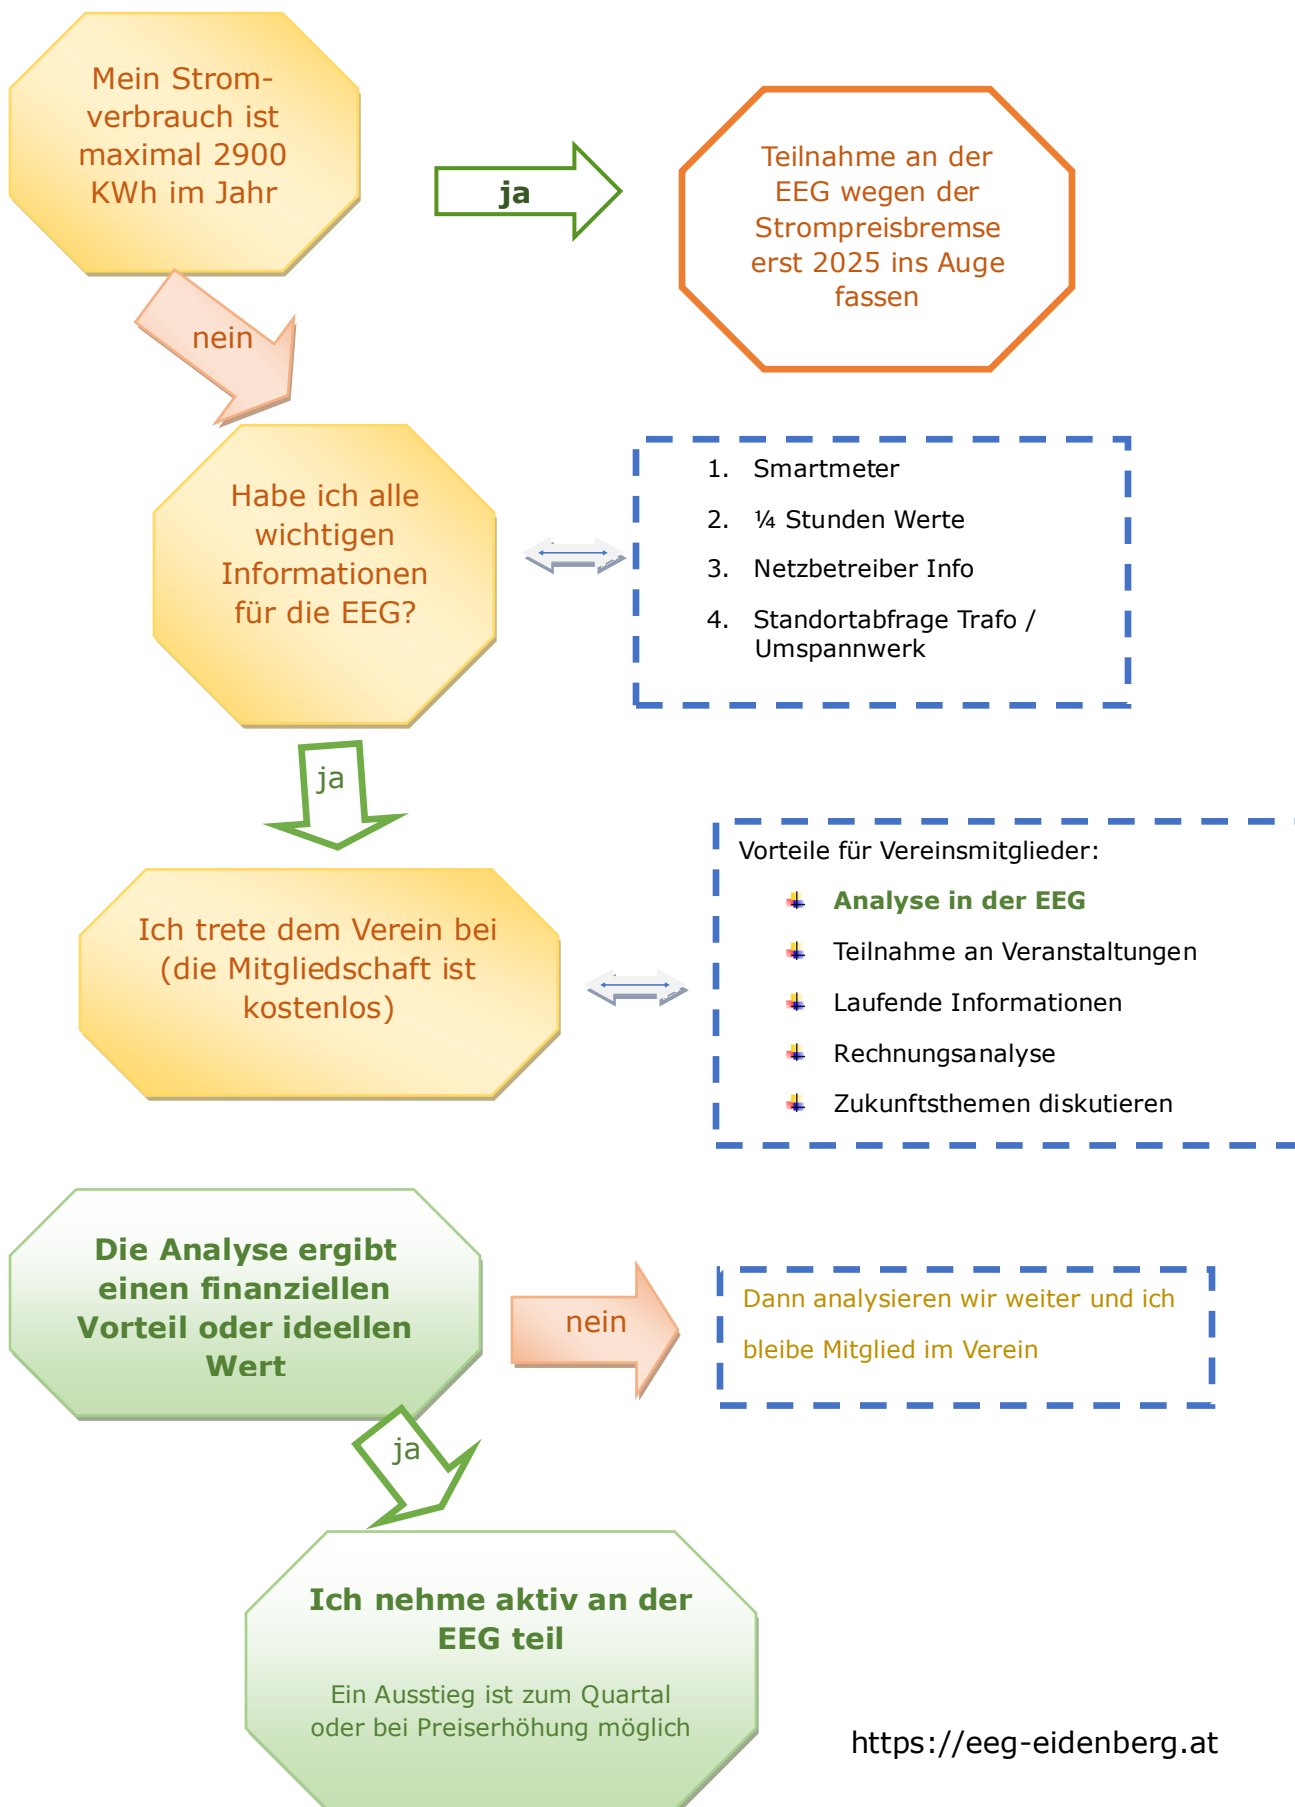 Mein Strom-
verbrauch ist
maximal 2900
KWh im Jahr
ja
Teilnahme an der
EEG wegen der
Strompreisbremse
erst 2025 ins Auge
fassen
nein
Habe ich alle
wichtigen
Informationen
für die EEG?
1. Smartmeter
2. ¼ Stunden Werte
3. Netzbetreiber Info
4. Standortabfrage Trafo /
Umspannwerk
ja
Ich trete dem Verein bei
(die Mitgliedschaft ist
kostenlos)
Vorteile für Vereinsmitglieder:
Analyse in der EEG
Teilnahme an Veranstaltungen
Laufende Informationen
Rechnungsanalyse
Zukunftsthemen diskutieren
Die Analyse ergibt
einen finanziellen
Vorteil oder ideellen
Wert
nein
Dann analysieren wir weiter und ich
bleibe Mitglied im Verein
ja
Ich nehme aktiv an der
EEG teil
Ein Ausstieg ist zum Quartal
oder bei Preiserhöhung möglich
https://eeg-eidenberg.at